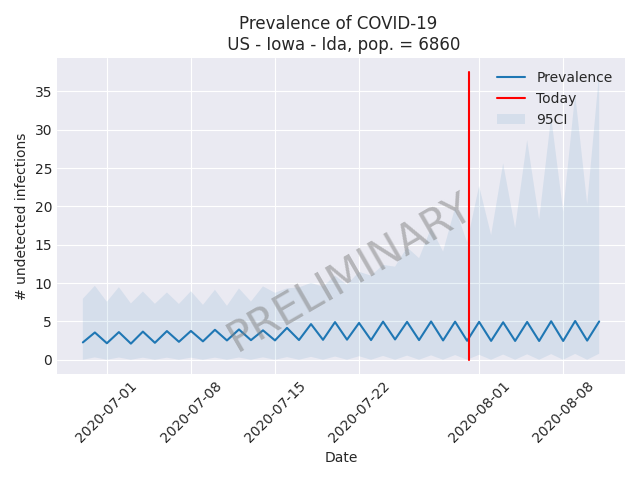 Prevalence of COVID-19
US - Iowa - Ida, pop. = 6860
Prevalence
Today
95CI
# undetected infections
35
30
25
20
15
10
5
0
PRELIMINARY
2020-07-01
2020-07-08
2020-07-15
2020-07-22
2020-08-01
2020-08-08
Date